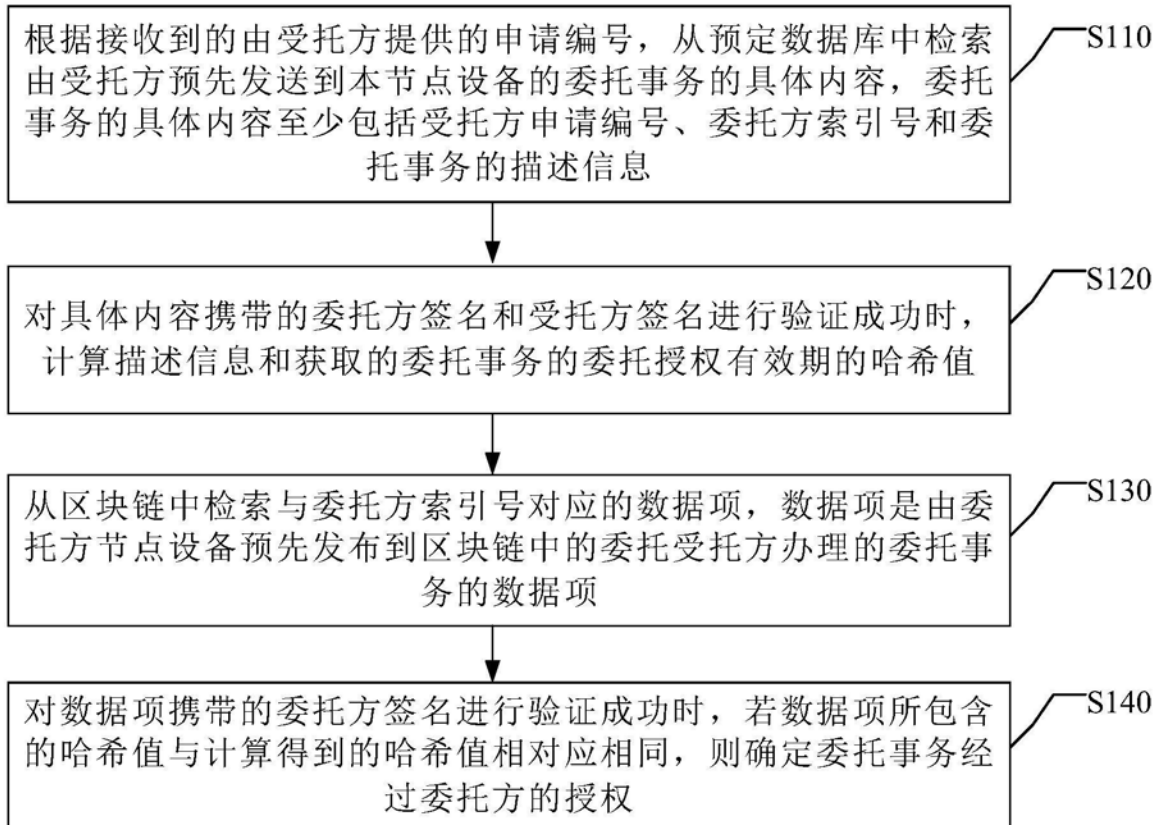 根据接收到的由受托方提供的申请编号，从预定数据库中检索
由受托方预先发送到本节点设备的委托事务的具体内容，委托
事务的具体内容至少包括受托方申请编号、委托方索引号和委
托事务的描述信息
S110
对具体内容携带的委托方签名和受托方签名进行验证成功时，
计算描述信息和获取的委托事务的委托授权有效期的哈希值
S120
从区块链中检索与委托方索引号对应的数据项，数据项是由委
托方节点设备预先发布到区块链中的委托受托方办理的委托事
务的数据项
S130
对数据项携带的委托方签名进行验证成功时，若数据项所包含
的哈希值与计算得到的哈希值相对应相同，则确定委托事务经
过委托方的授权
S140